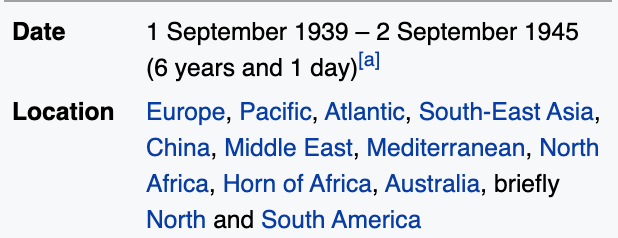 Date 1 September 1939 – 2 September 1945
(6 years and 1 day)[a]
Location Europe, Pacific, Atlantic, South-East Asia,
China, Middle East, Mediterranean, North
Africa, Horn of Africa, Australia, briefly
North and South America